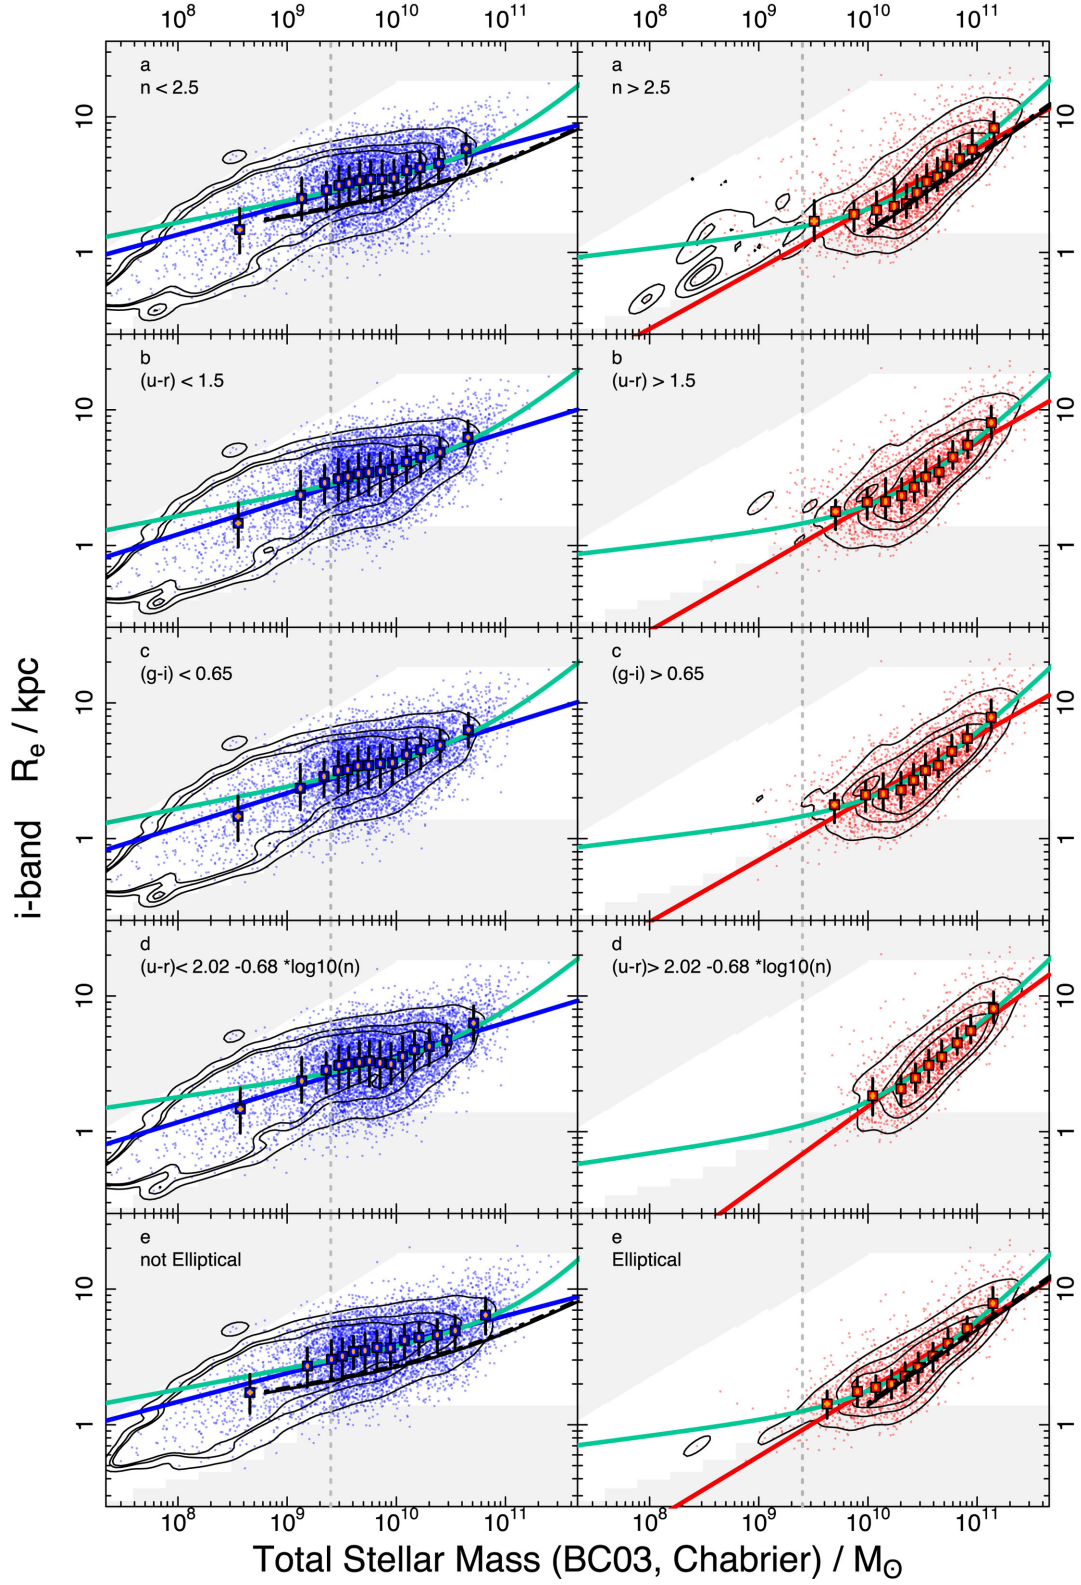 10⁸ 10⁹ 10¹⁰ 10¹¹ 10⁸ 10⁹ 10¹⁰ 10¹¹
a
n < 2.5
a
n > 2.5
10
1
10
1
b
(u-r) < 1.5
b
(u-r) > 1.5
10
1
10
1
c
(g-i) < 0.65
c
(g-i) > 0.65
10
1
10
1
d
(u-r)< 2.02 -0.68 *log10(n)
d
(u-r)> 2.02 -0.68 *log10(n)
10
1
10
1
e
not Elliptical
e
Elliptical
10
1
10
1
i-band Rₑ / kpc
10⁸ 10⁹ 10¹⁰ 10¹¹ 10⁸ 10⁹ 10¹⁰ 10¹¹
Total Stellar Mass (BC03, Chabrier) / M⊙